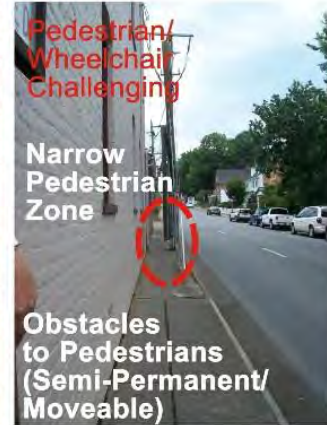 Pedestrian/
Wheelchair
Challenging
Narrow
Pedestrian
Zone
Obstacles
to Pedestrians
(Semi-Permanent/
Moveable)